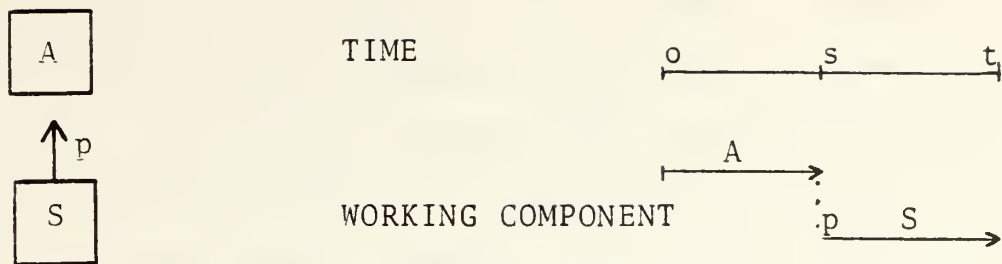 A
TIME
o s t
p
A
S
WORKING COMPONENT
p S